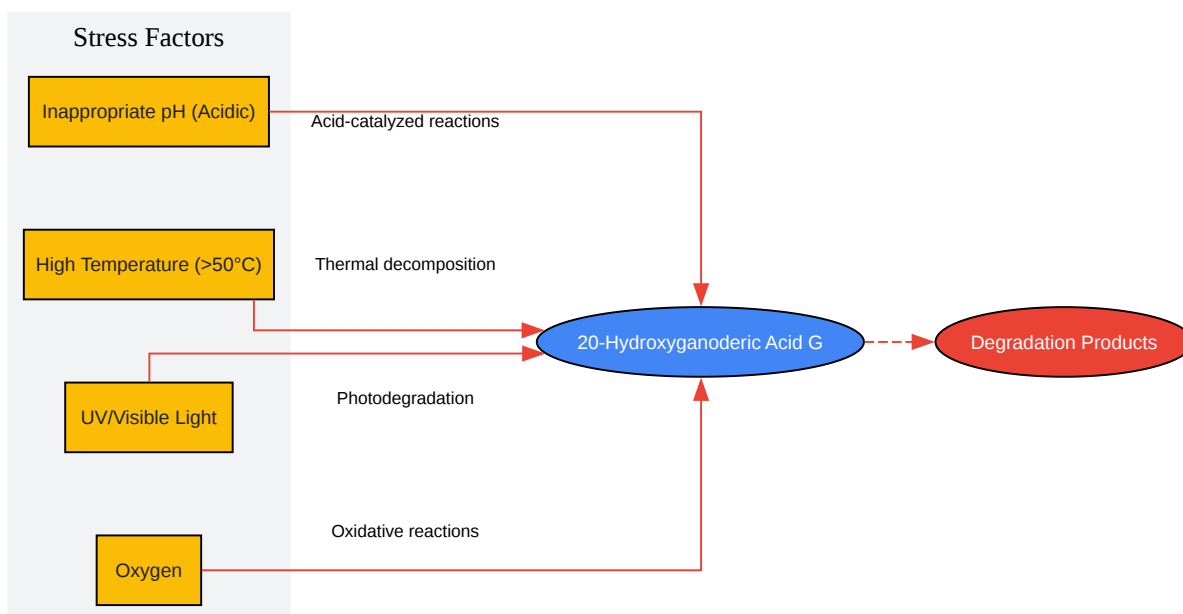 Stress Factors
Inappropriate pH (Acidic)
Acid-catalyzed reactions
High Temperature (>50°C)
Thermal decomposition
20-Hydroxyganoderic Acid G
Degradation Products
UV/Visible Light
Photodegradation
Oxidative reactions
Oxygen